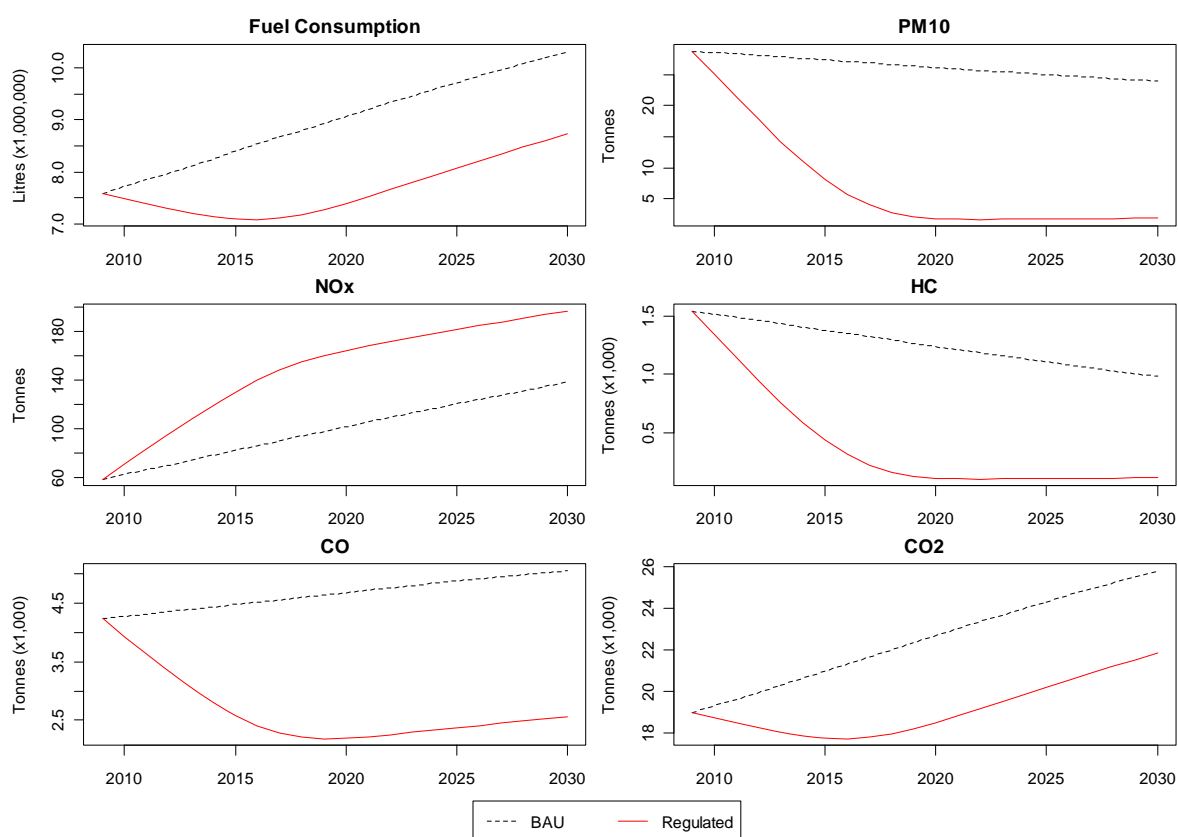 Fuel Consumption
Litres (x1,000,000)
10.0
9.0
8.0
7.0
2010 2015 2020 2025 2030
PM10
Tonnes
20
10
5
2010 2015 2020 2025 2030
NOx
Tonnes
180
140
100
60
2010 2015 2020 2025 2030
HC
Tonnes (x1,000)
1.5
1.0
0.5
2010 2015 2020 2025 2030
CO
Tonnes (x1,000)
4.5
3.5
2.5
2010 2015 2020 2025 2030
CO2
Tonnes (x1,000)
26
24
22
20
18
2010 2015 2020 2025 2030
BAU Regulated